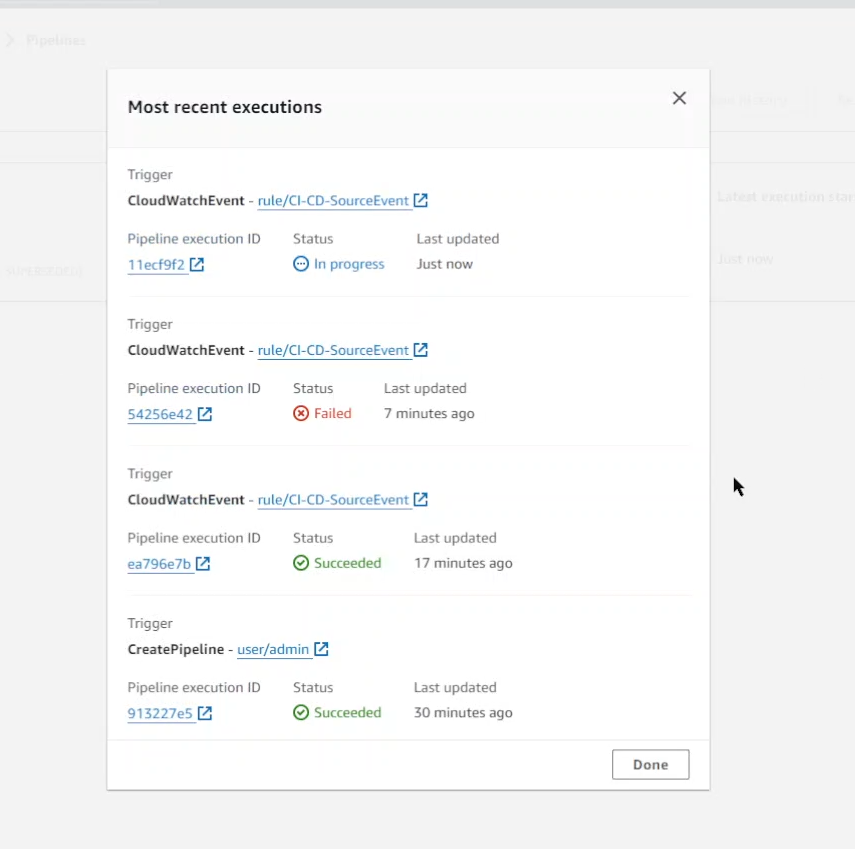 Pipelines
Most recent executions
Trigger
CloudWatchEvent - rule/CI-CD-SourceEvent
Pipeline execution ID Status Last updated
11ecf9f2 In progress Just now
Trigger
CloudWatchEvent - rule/CI-CD-SourceEvent
Pipeline execution ID Status Last updated
54256e42 Failed 7 minutes ago
Trigger
CloudWatchEvent - rule/CI-CD-SourceEvent
Pipeline execution ID Status Last updated
ea796e7b Succeeded 17 minutes ago
Trigger
CreatePipeline - user/admin
Pipeline execution ID Status Last updated
913227e5 Succeeded 30 minutes ago
Done
Latest execution star
Just now